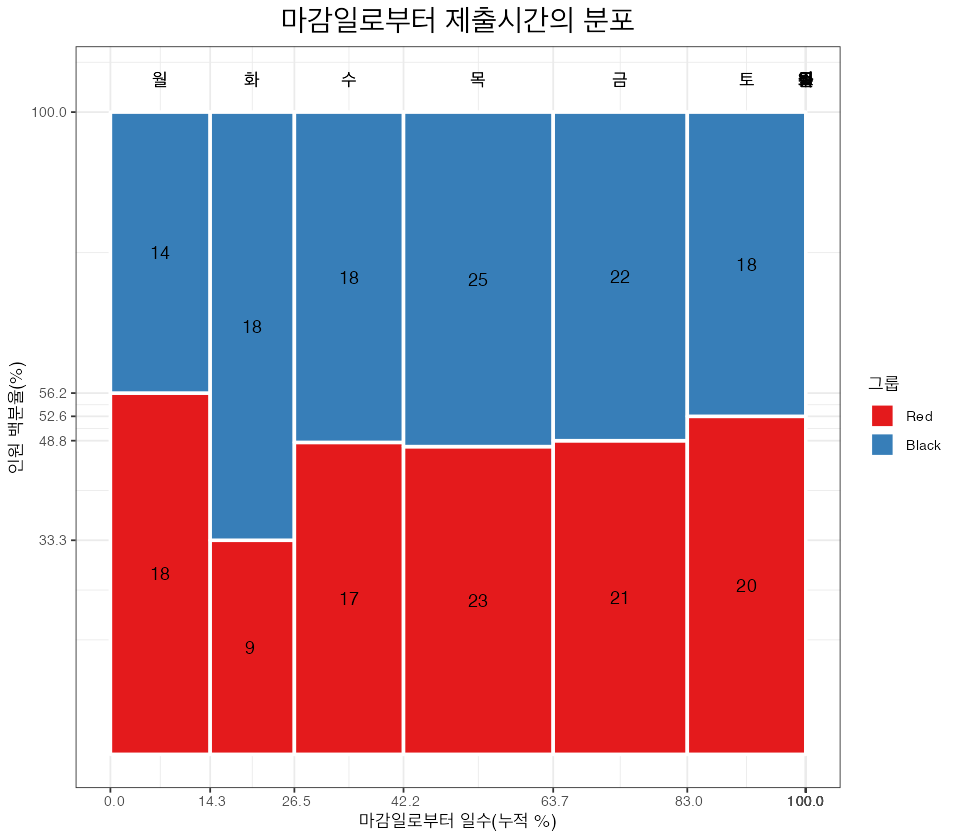 마감일로부터 제출시간의 분포
월 화 수 목 금 토
100.0
56.2
52.6
48.8
33.3
인원 백분율(%)
14 18 18 25 22 18
18 9 17 23 21 20
그룹
Red
Black
0.0 14.3 26.5 42.2 63.7 83.0 100.0
마감일로부터 일수(누적 %)